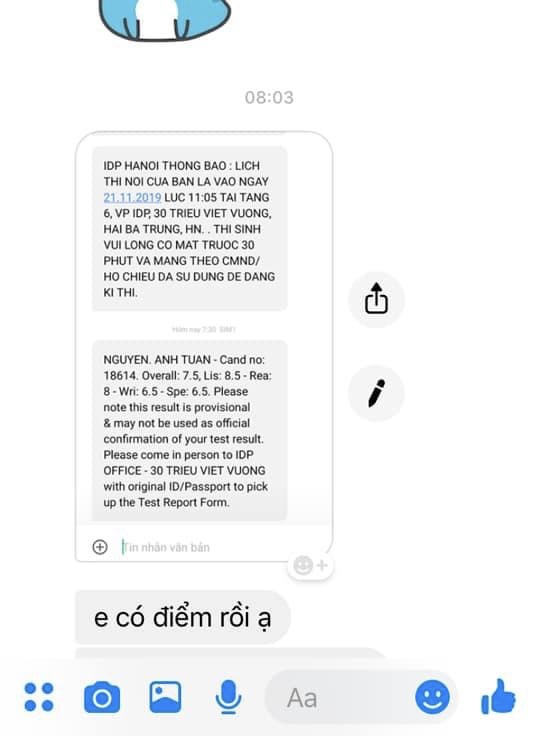 08:03
IDP HANOI THONG BAO : LICH
THI NOI CUA BAN LA VAO NGAY
21.11.2019 LUC 11:05 TAI TANG
6, VP IDP, 30 TRIEU VIET VUONG,
HAI BA TRUNG, HN. . THI SINH
VUI LONG CO MAT TRUOC 30
PHUT VA MANG THEO CMND/
HO CHIEU DA SU DUNG DE DANG
KI THI.
Hôm nay 7:30 SIM1
NGUYEN. ANH TUAN - Cand no:
18614. Overall: 7.5, Lis: 8.5 - Rea:
8 - Wri: 6.5 - Spe: 6.5. Please
note this result is provisional
& may not be used as official
confirmation of your test result.
Please come in person to IDP
OFFICE - 30 TRIEU VIET VUONG
with original ID/Passport to pick
up the Test Report Form.
Tin nhắn văn bản
e có điểm rồi ạ
Aa